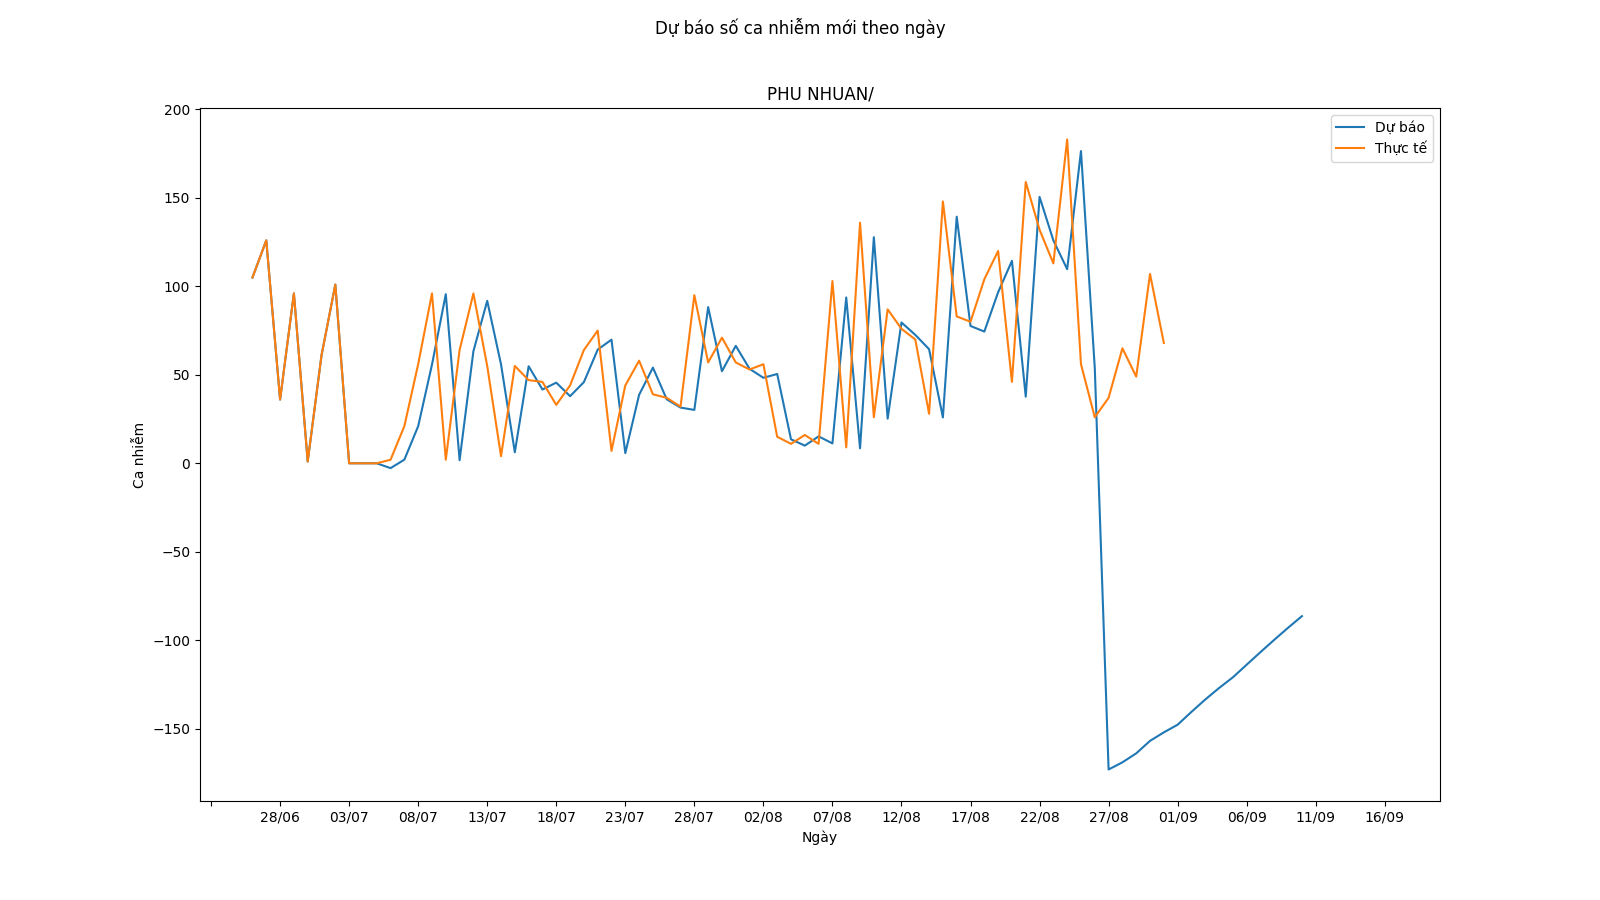 Dự báo số ca nhiễm mới theo ngày
PHU NHUAN/
Dự báo
Thực tế
200
150
100
50
0
−50
−100
−150
Ca nhiễm
28/06 03/07 08/07 13/07 18/07 23/07 28/07 02/08 07/08 12/08 17/08 22/08 27/08 01/09 06/09 11/09 16/09
Ngày